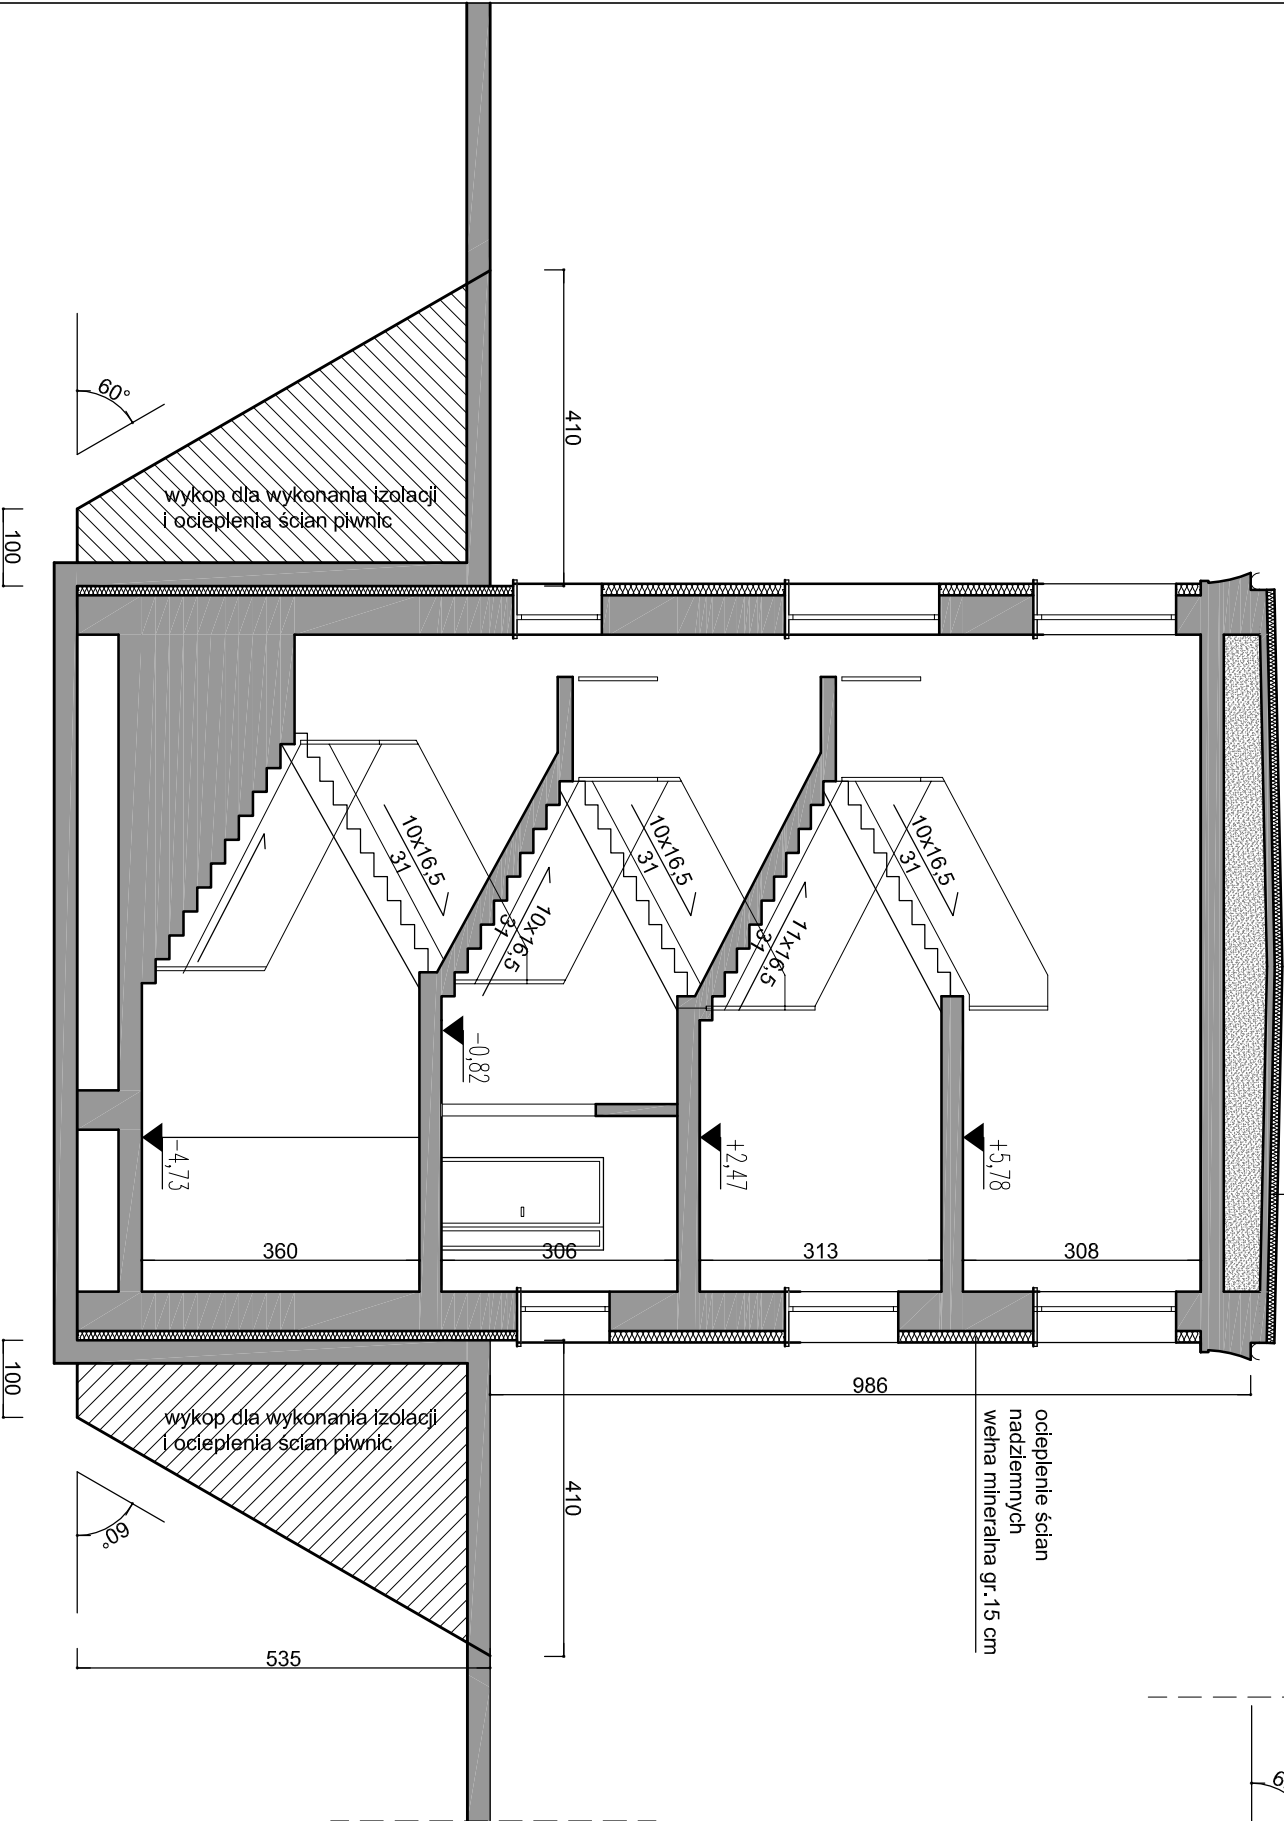 410
60°
wykop dla wykonania izolacji
i ocieplenia ścian piwnic
100
10x16,5
31
10x16,5
31
10x16,5
31
10x16,5
31
11x16,5
31
-0,82
-4,73
+2,47
+5,78
360
306
313
308
986
100
wykop dla wykonania izolacji
i ocieplenia ścian piwnic
ocieplenie ścian
nadziemnych
wełna mineralna gr.15 cm
410
60°
535